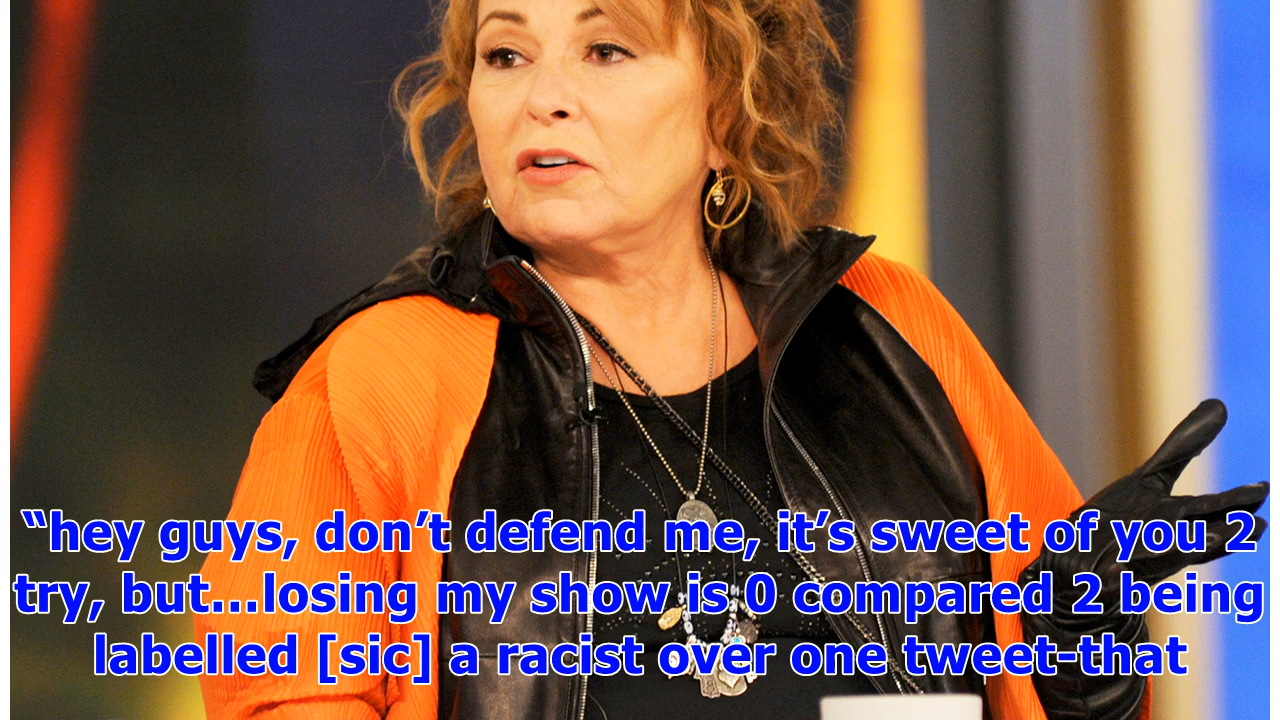 “hey guys, don’t defend me, it’s sweet of you 2
try, but...losing my show is 0 compared 2 being
labelled [sic] a racist over one tweet-that